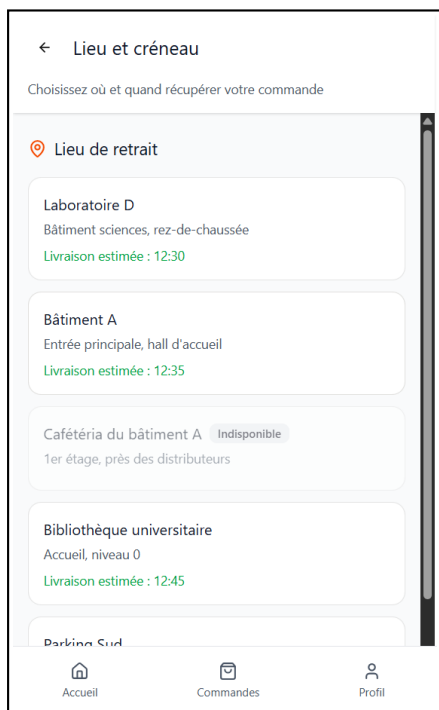 Lieu et créneau
Choisissez où et quand récupérer votre commande
Lieu de retrait
Laboratoire D
Bâtiment sciences, rez-de-chaussée
Livraison estimée : 12:30
Bâtiment A
Entrée principale, hall d'accueil
Livraison estimée : 12:35
Cafétéria du bâtiment A Indisponible
1er étage, près des distributeurs
Bibliothèque universitaire
Accueil, niveau 0
Livraison estimée : 12:45
Parking Sud
Accueil Commandes Profil